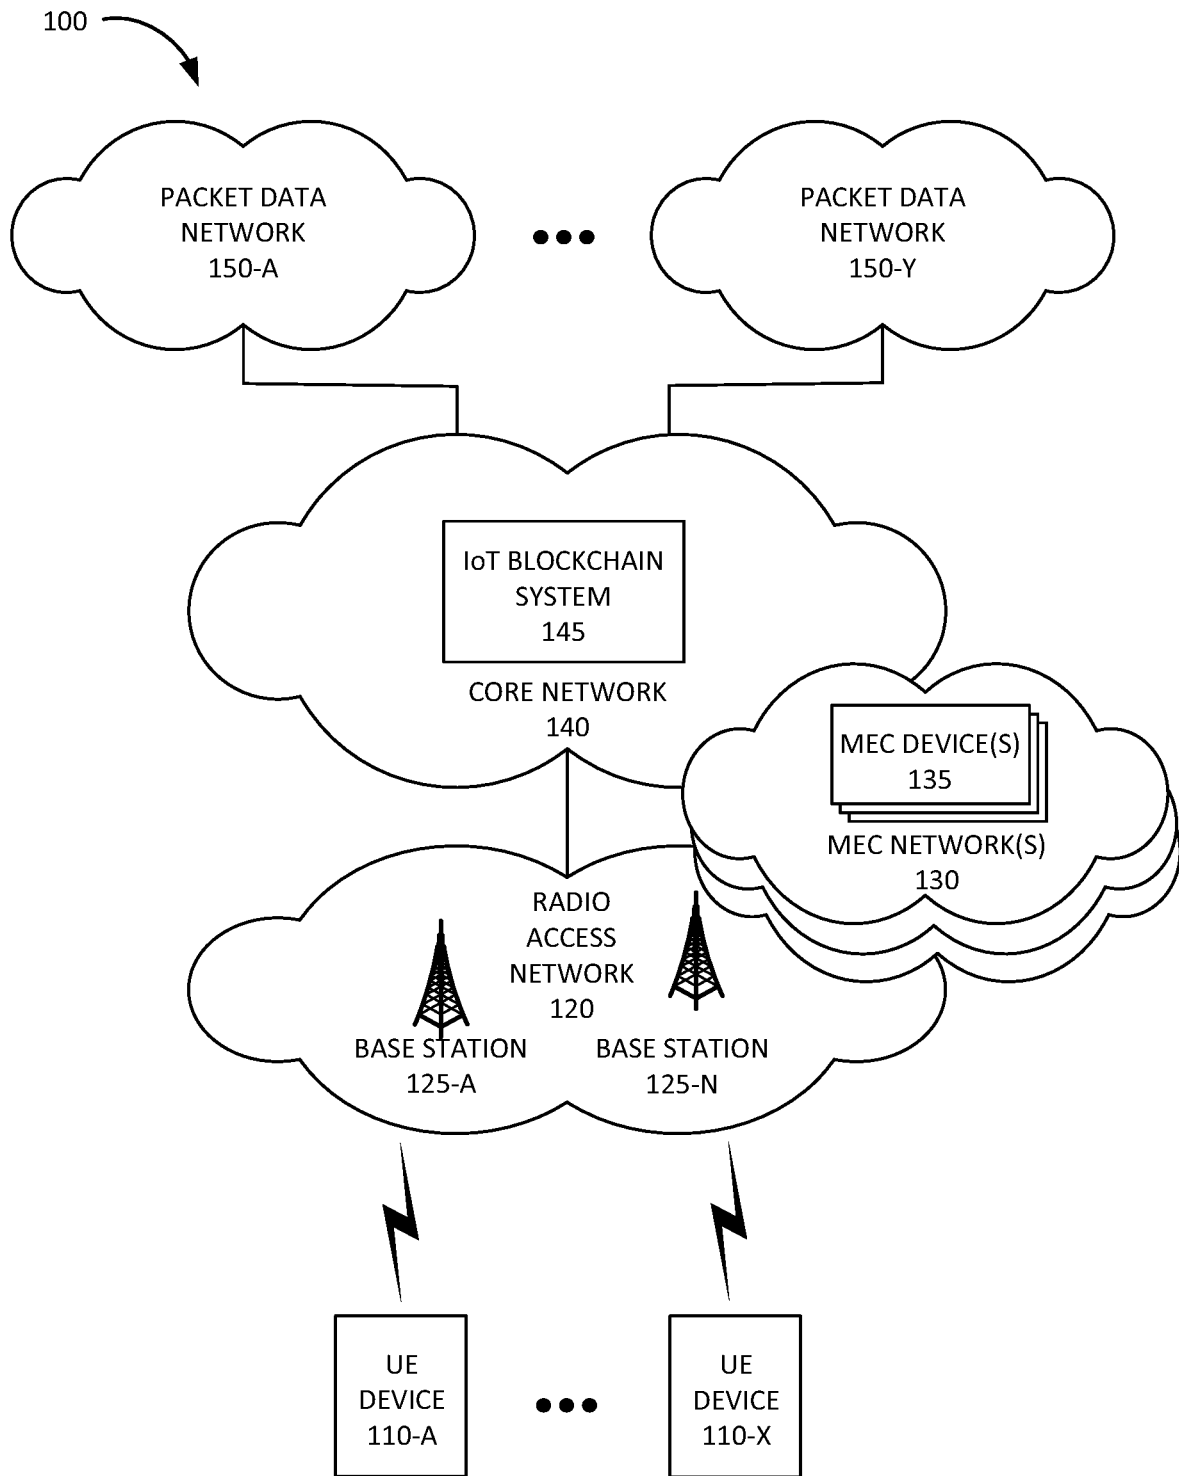 100
PACKET DATA
NETWORK
150-A
PACKET DATA
NETWORK
150-Y
IoT BLOCKCHAIN
SYSTEM
145
CORE NETWORK
140
MEC DEVICE(S)
135
MEC NETWORK(S)
130
RADIO
ACCESS
NETWORK
120
BASE STATION
125-A
BASE STATION
125-N
UE
DEVICE
110-A
UE
DEVICE
110-X